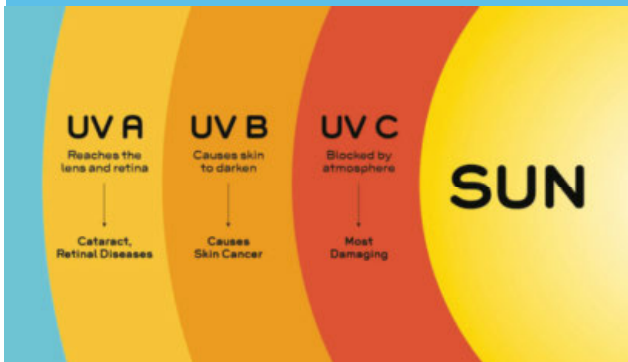 UV A
Reaches the
lens and retina
Cataract,
Retinal Diseases
UV B
Causes skin
to darken
Causes
Skin Cancer
UV C
Blocked by
atmosphere
Most
Damaging
SUN